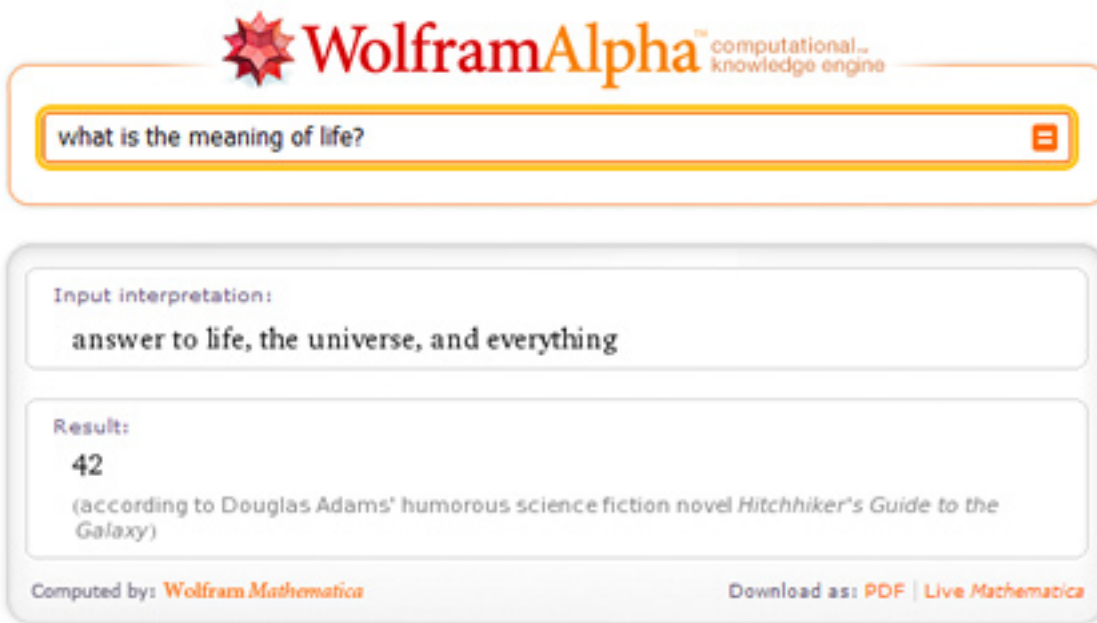 WolframAlpha™ computational™
knowledge engine
what is the meaning of life?
Input interpretation:
answer to life, the universe, and everything
Result:
42
(according to Douglas Adams' humorous science fiction novel Hitchhiker's Guide to the
Galaxy)
Computed by: Wolfram Mathematica
Download as: PDF | Live Mathematica